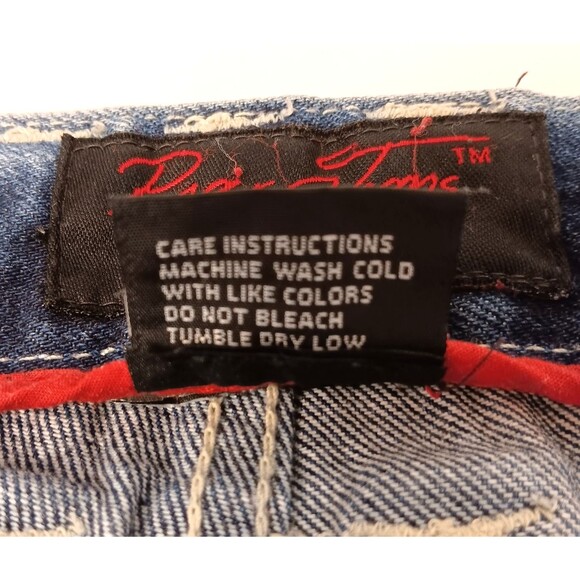 TM
CARE INSTRUCTIONS
MACHINE WASH COLD
WITH LIKE COLORS
DO NOT BLEACH
TUMBLE DRY LOW